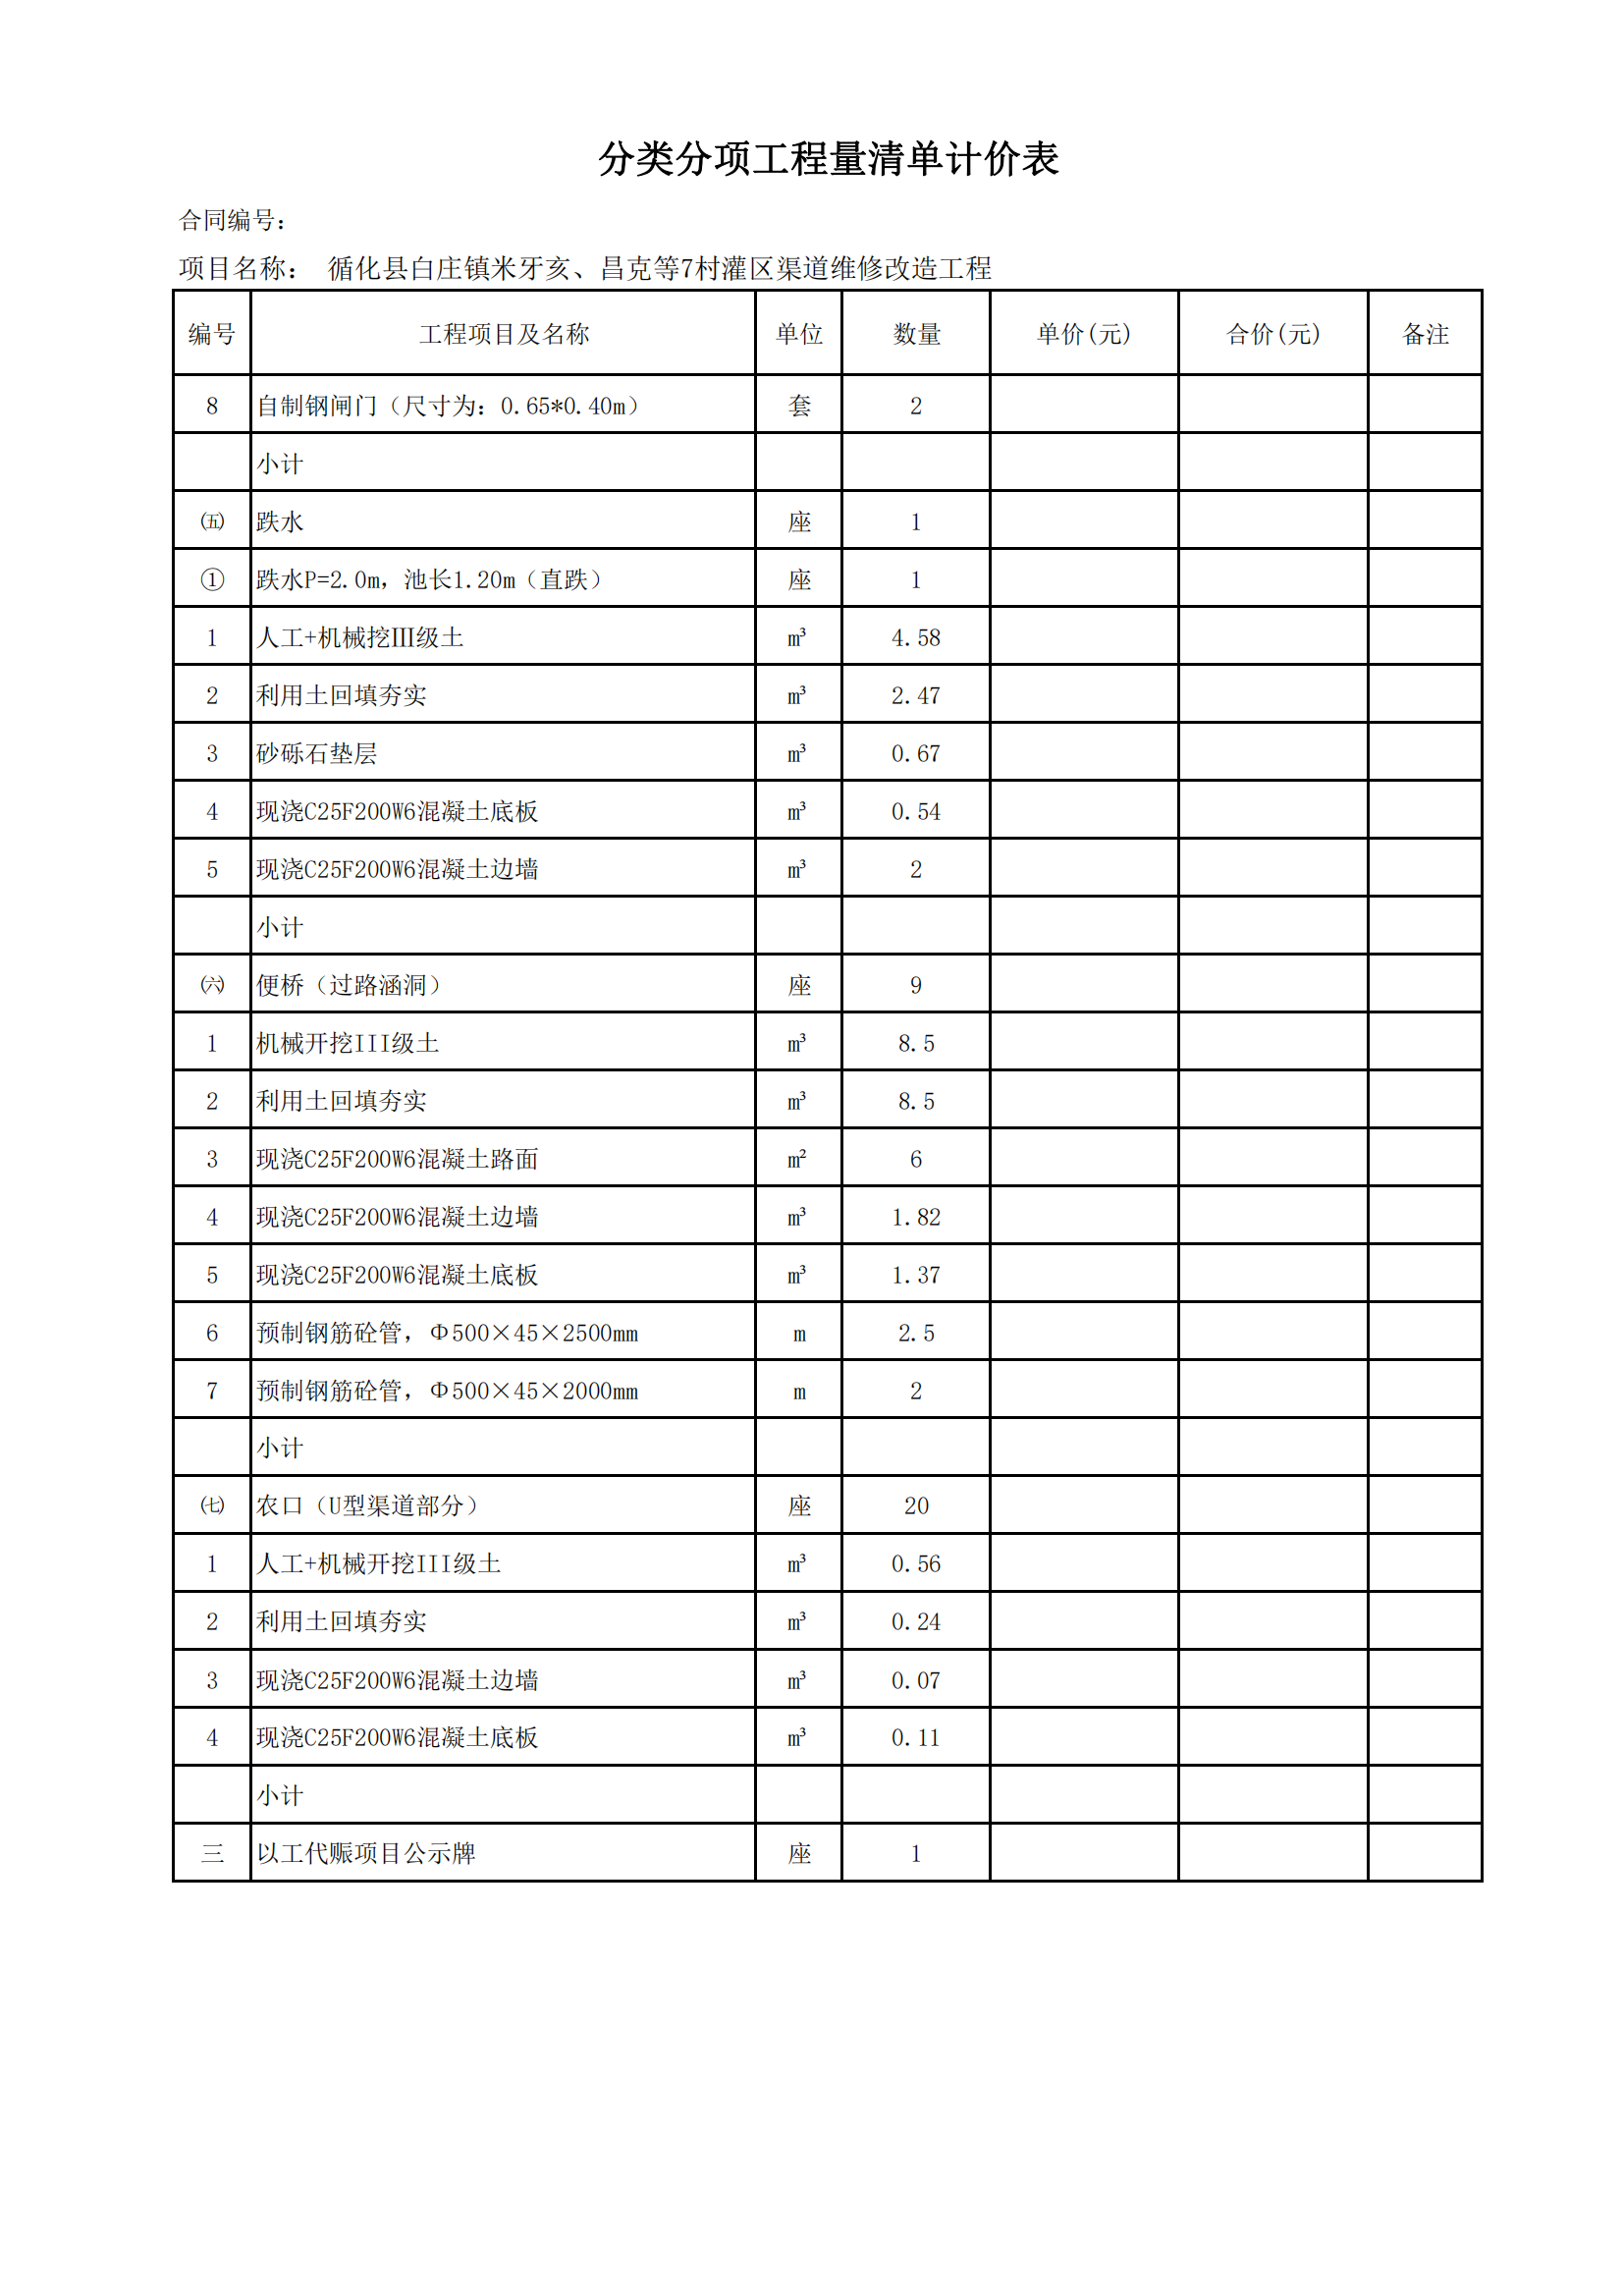 分类分项工程量清单计价表
合同编号：
项目名称： 循化县白庄镇米牙亥、昌克等7村灌区渠道维修改造工程
编号 工程项目及名称 单位 数量 单价(元) 合价(元) 备注
8 自制钢闸门（尺寸为：0.65*0.40m） 套 2
小计
㈤ 跌水 座 1
① 跌水P=2.0m，池长1.20m（直跌） 座 1
1 人工+机械挖Ⅲ级土 m³ 4.58
2 利用土回填夯实 m³ 2.47
3 砂砾石垫层 m³ 0.67
4 现浇C25F200W6混凝土底板 m³ 0.54
5 现浇C25F200W6混凝土边墙 m³ 2
小计
㈥ 便桥（过路涵洞） 座 9
1 机械开挖III级土 m³ 8.5
2 利用土回填夯实 m³ 8.5
3 现浇C25F200W6混凝土路面 m² 6
4 现浇C25F200W6混凝土边墙 m³ 1.82
5 现浇C25F200W6混凝土底板 m³ 1.37
6 预制钢筋砼管，Φ500×45×2500mm m 2.5
7 预制钢筋砼管，Φ500×45×2000mm m 2
小计
㈦ 农口（U型渠道部分） 座 20
1 人工+机械开挖III级土 m³ 0.56
2 利用土回填夯实 m³ 0.24
3 现浇C25F200W6混凝土边墙 m³ 0.07
4 现浇C25F200W6混凝土底板 m³ 0.11
小计
三 以工代赈项目公示牌 座 1